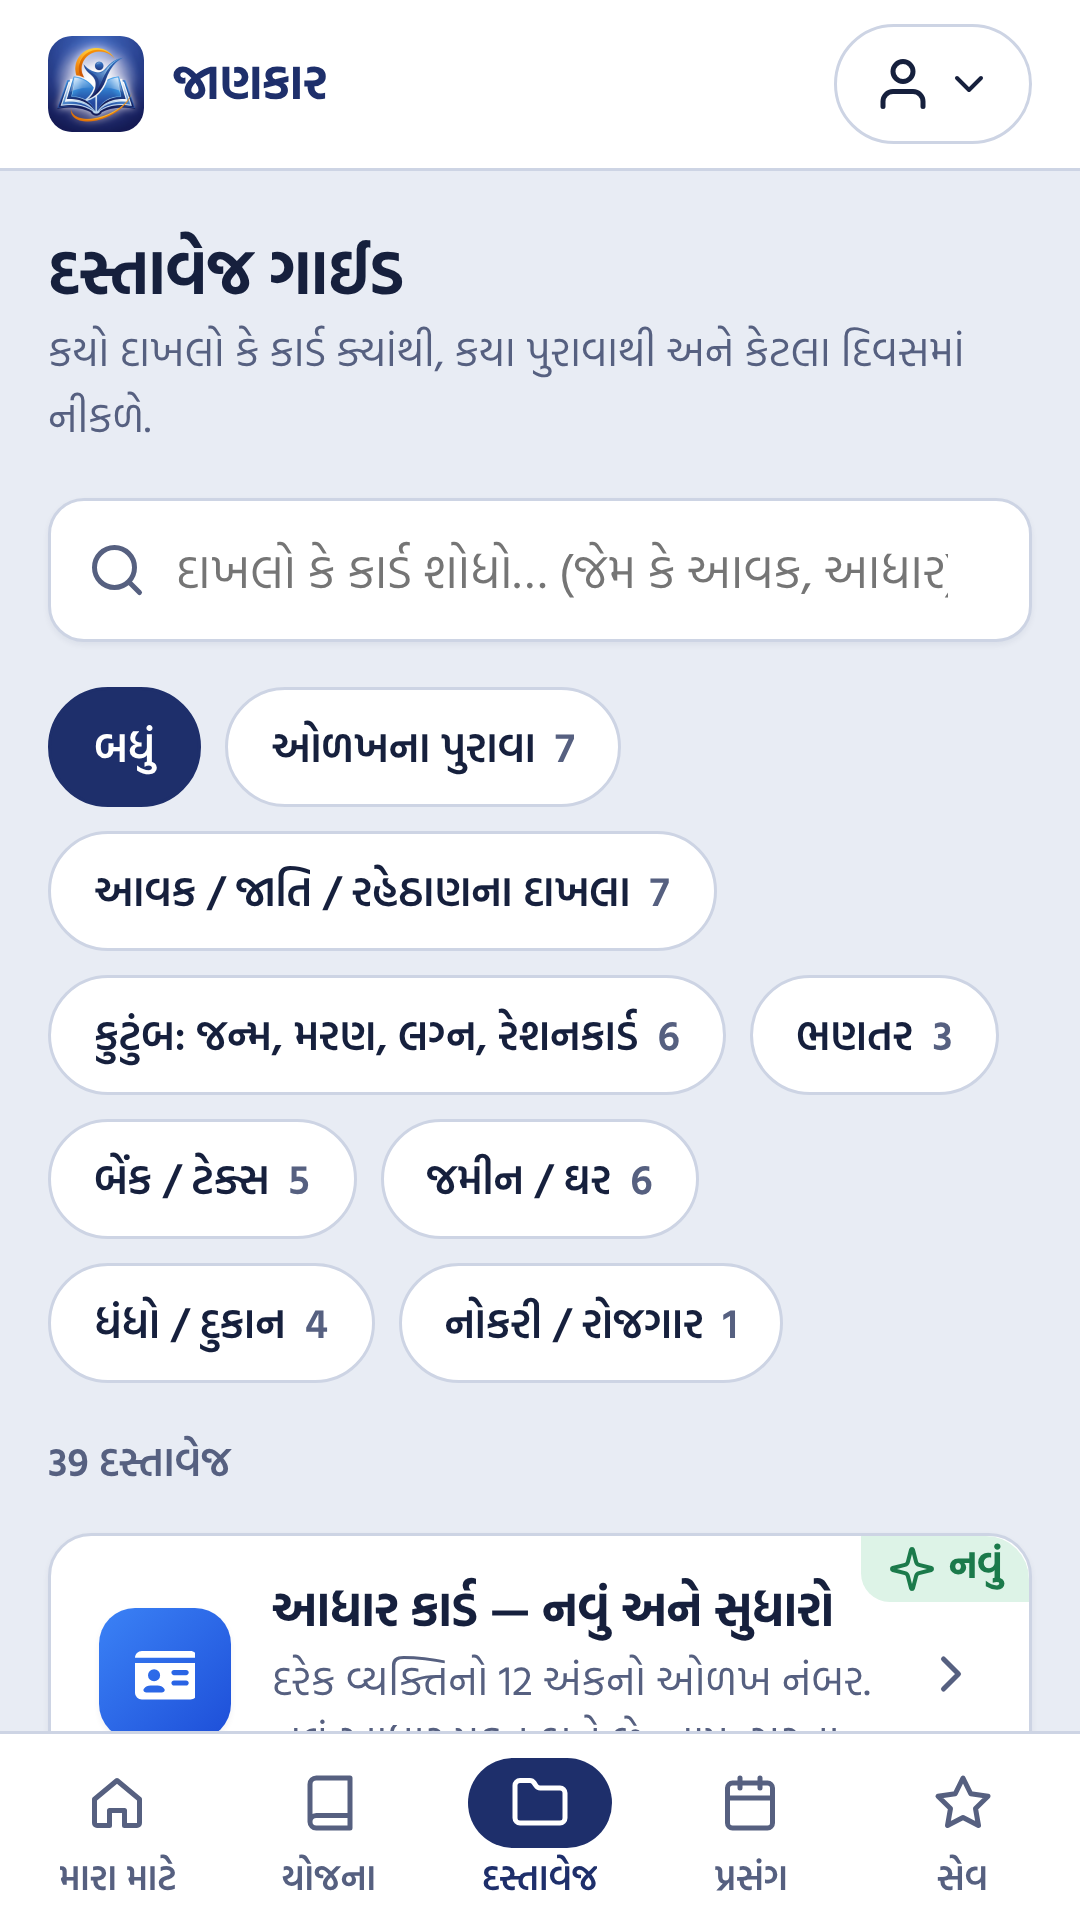 જાણકાર
દસ્તાવેજ ગાઈડ
કયો દાખલો કે કાર્ડ ક્યાંથી, કયા પુરાવાથી અને કેટલા દિવસમાં
નીકળે.
દાખલો કે કાર્ડ શોધો... (જેમ કે આવક, આધાર)
બધું
ઓળખના પુરાવા 7
આવક / જાતિ / રહેઠાણના દાખલા 7
કુટુંબ: જન્મ, મરણ, લગ્ન, રેશનકાર્ડ 6
ભણતર 3
બેંક / ટેક્સ 5
જમીન / ઘર 6
ધંધો / દુકાન 4
નોકરી / રોજગાર 1
39 દસ્તાવેજ
નવું
આધાર કાર્ડ — નવું અને સુધારો
દરેક વ્યક્તિનો 12 અંકનો ઓળખ નંબર.
મારા માટે
યોજના
દસ્તાવેજ
પ્રસંગ
સેવ